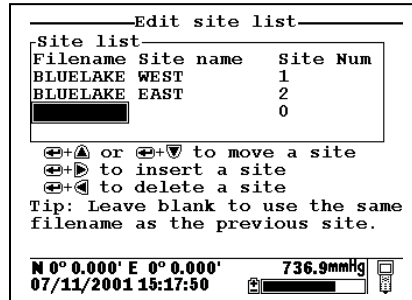 Edit site list
Site list
Filename Site name Site Num
BLUELAKE WEST 1
BLUELAKE EAST 2
0
+ or + to move a site
+ to insert a site
+ to delete a site
Tip: Leave blank to use the same
filename as the previous site.
N 0° 0.000' E 0° 0.000' 736.9mmHg
07/11/2001 15:17:50